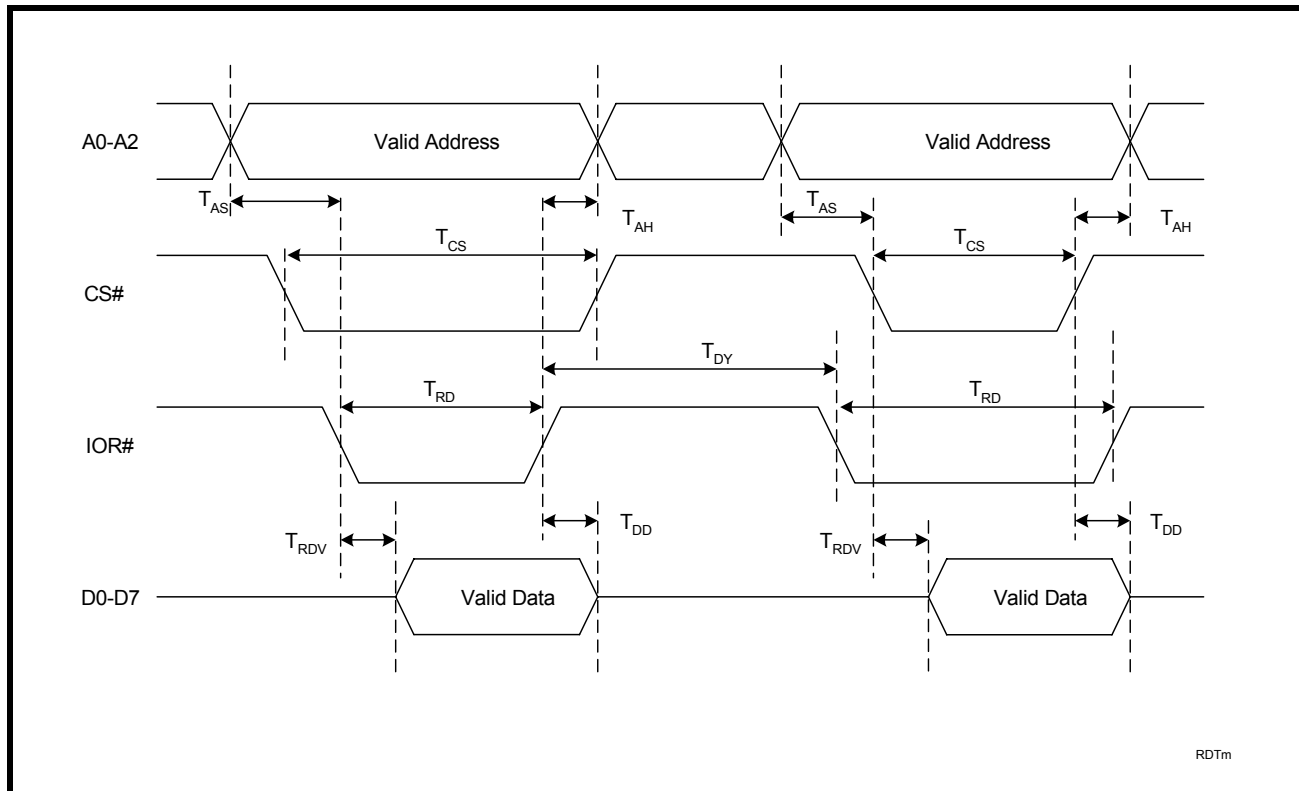 A0-A2
Valid Address
Valid Address
TAS
TAH
TAS
TAH
TCS
TCS
CS#
TDY
TRD
TRD
IOR#
TRDV
TDD
TRDV
TDD
D0-D7
Valid Data
Valid Data
RDTm